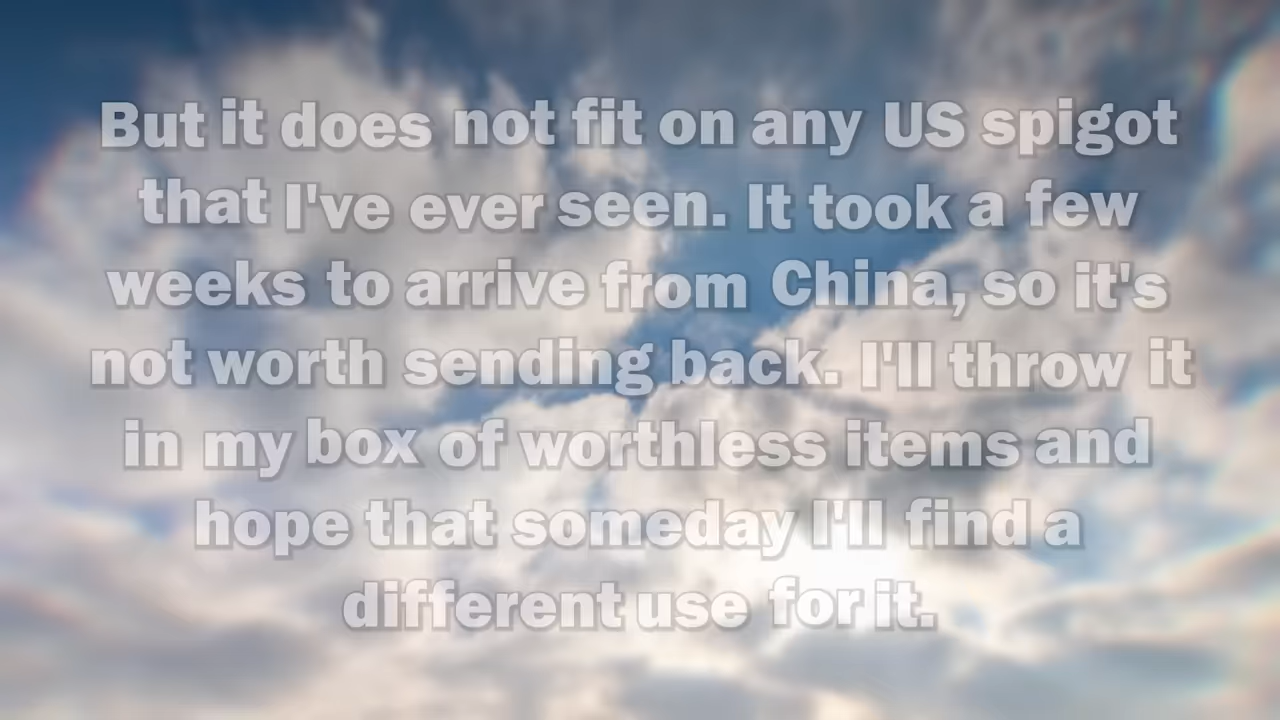 But it does not fit on any US spigot
that I've ever seen. It took a few
weeks to arrive from China, so it's
not worth sending back. I'll throw it
in my box of worthless items and
hope that someday I'll find a
different use for it.